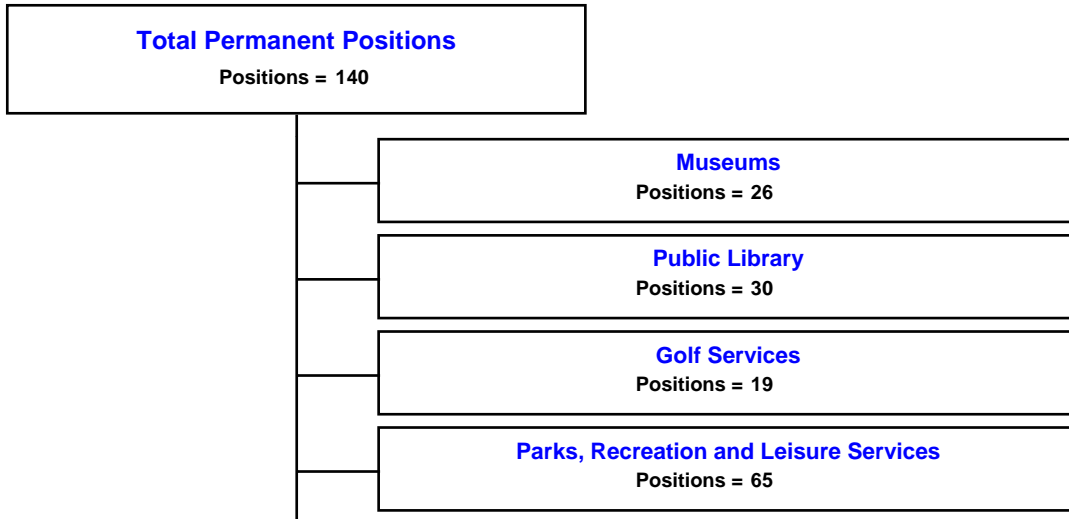 Total Permanent Positions
Positions = 140
Museums
Positions = 26
Public Library
Positions = 30
Golf Services
Positions = 19
Parks, Recreation and Leisure Services
Positions = 65